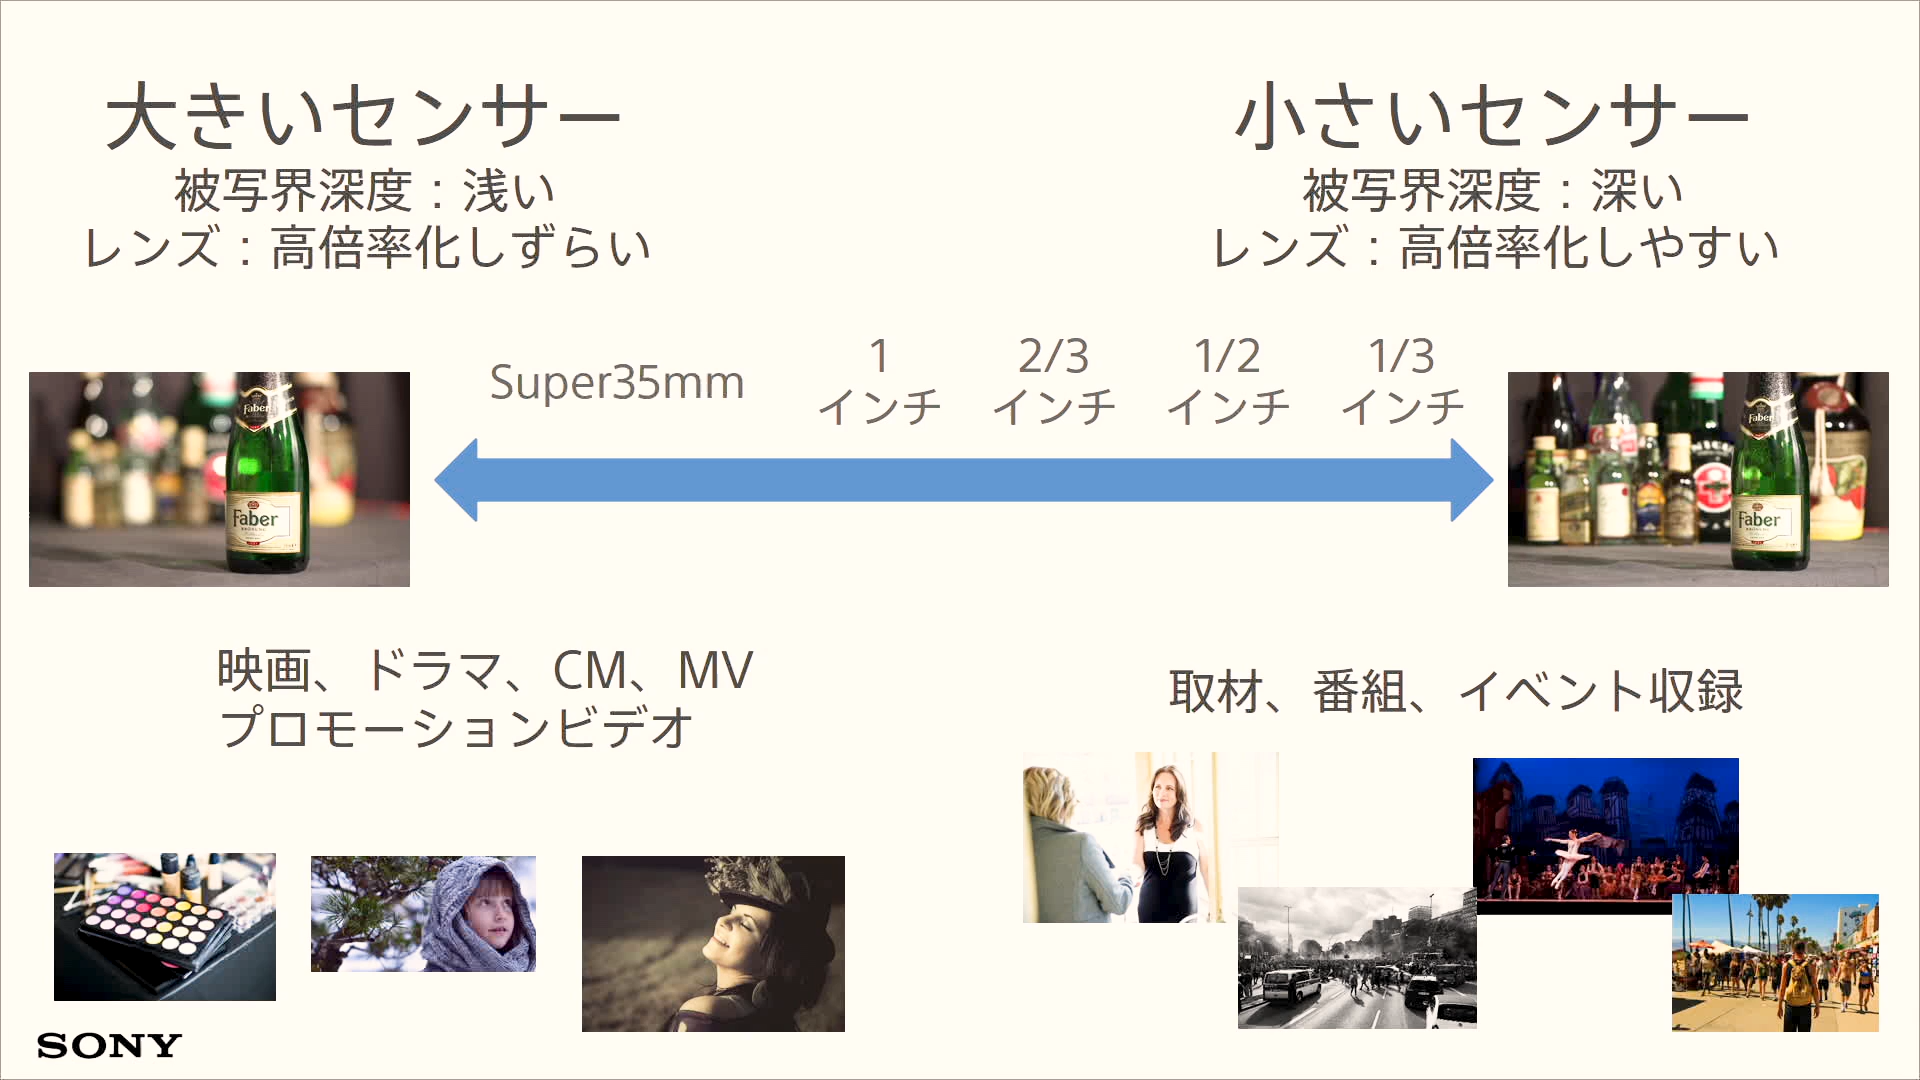 大きいセンサー
被写界深度：浅い
レンズ：高倍率化しずらい
小さいセンサー
被写界深度：深い
レンズ：高倍率化しやすい
Super35mm
1
インチ
2/3
インチ
1/2
インチ
1/3
インチ
Faber
Faber
Faber
Faber
映画、ドラマ、CM、MV
プロモーションビデオ
取材、番組、イベント収録
SONY